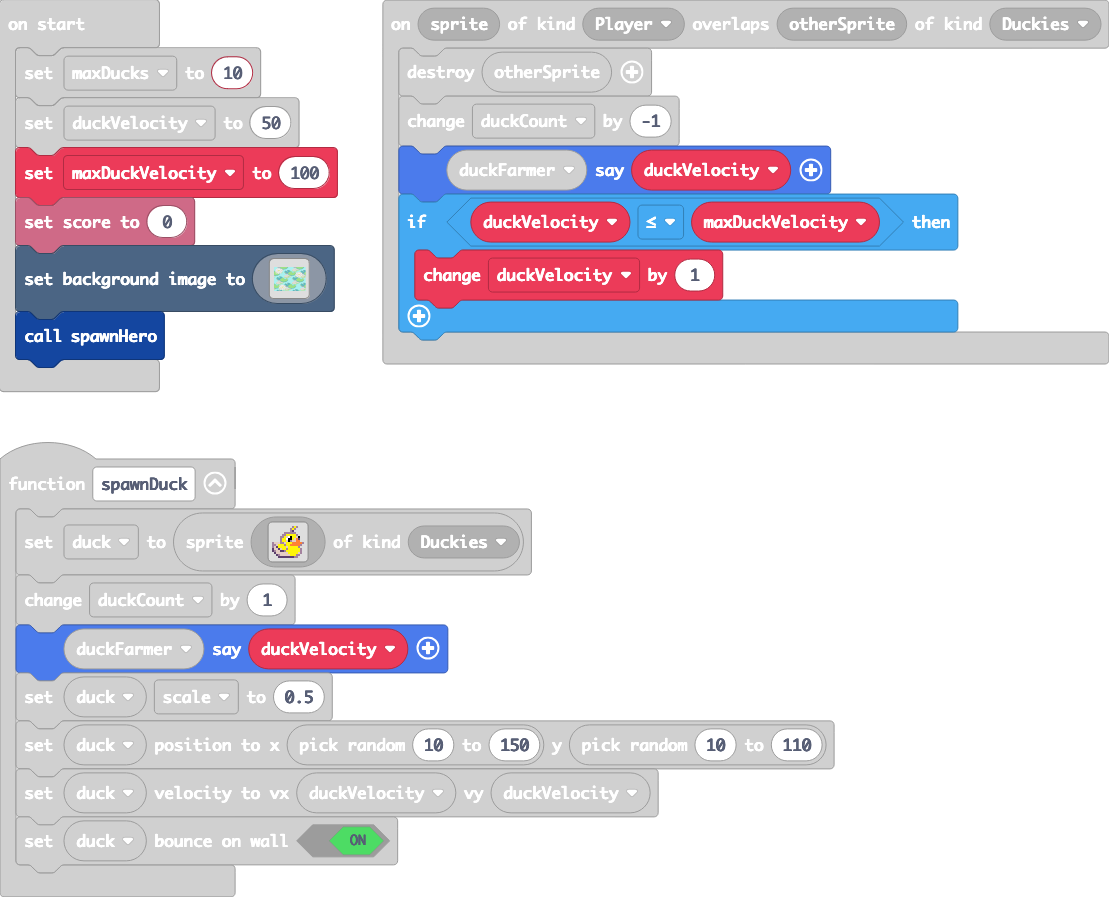 on start
set maxDucks to 10
set duckVelocity to 50
set maxDuckVelocity to 100
set score to 0
set background image to
call spawnHero
on sprite of kind Player overlaps otherSprite of kind Duckies
destroy otherSprite
change duckCount by -1
duckFarmer say duckVelocity
if duckVelocity ≤ maxDuckVelocity then
change duckVelocity by 1
function spawnDuck
set duck to sprite of kind Duckies
change duckCount by 1
duckFarmer say duckVelocity
set duck scale to 0.5
set duck position to x pick random 10 to 150 y pick random 10 to 110
set duck velocity to vx duckVelocity vy duckVelocity
set duck bounce on wall ON